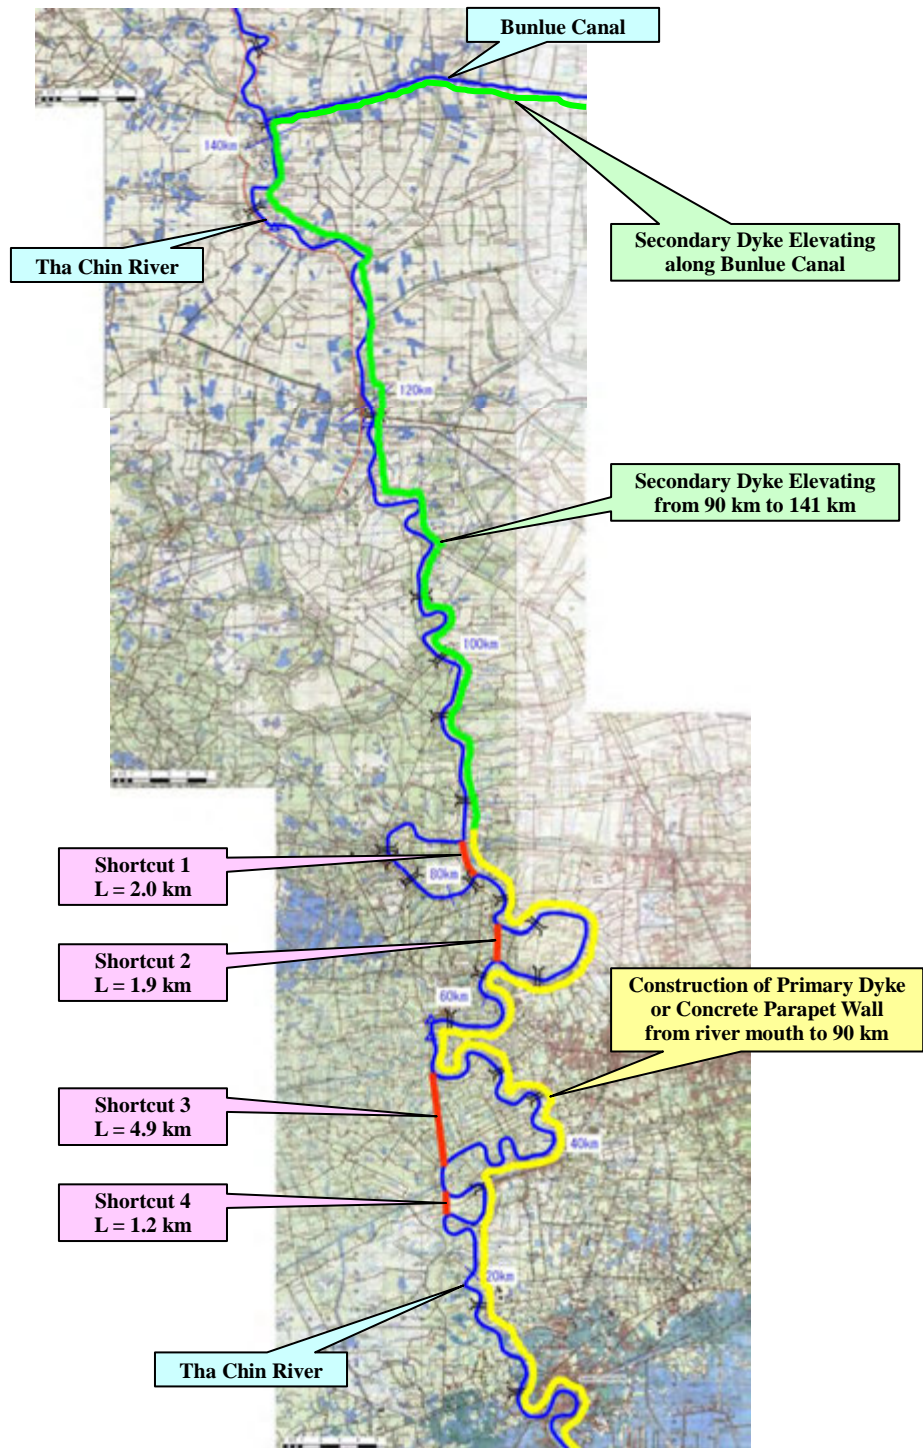 Bunlue Canal
140km
Secondary Dyke Elevating
along Bunlue Canal
Tha Chin River
120km
Secondary Dyke Elevating
from 90 km to 141 km
100km
Shortcut 1
L = 2.0 km
80km
Shortcut 2
L = 1.9 km
Construction of Primary Dyke
or Concrete Parapet Wall
from river mouth to 90 km
60km
Shortcut 3
L = 4.9 km
40km
Shortcut 4
L = 1.2 km
20km
Tha Chin River